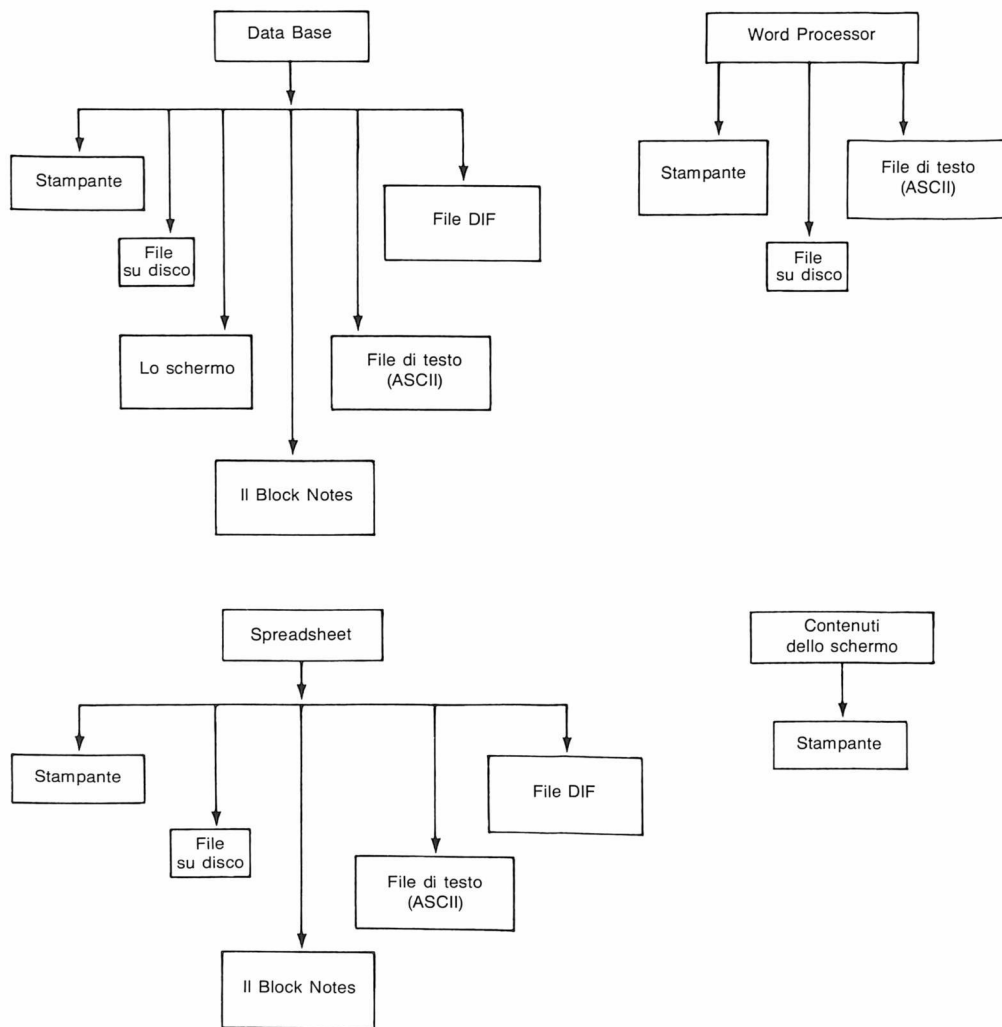 Data Base
Stampante
File
su disco
Lo schermo
Il Block Notes
File di testo
(ASCII)
File DIF
Word Processor
Stampante
File
su disco
File di testo
(ASCII)
Spreadsheet
Stampante
File
su disco
Il Block Notes
File di testo
(ASCII)
File DIF
Contenuti
dello schermo
Stampante